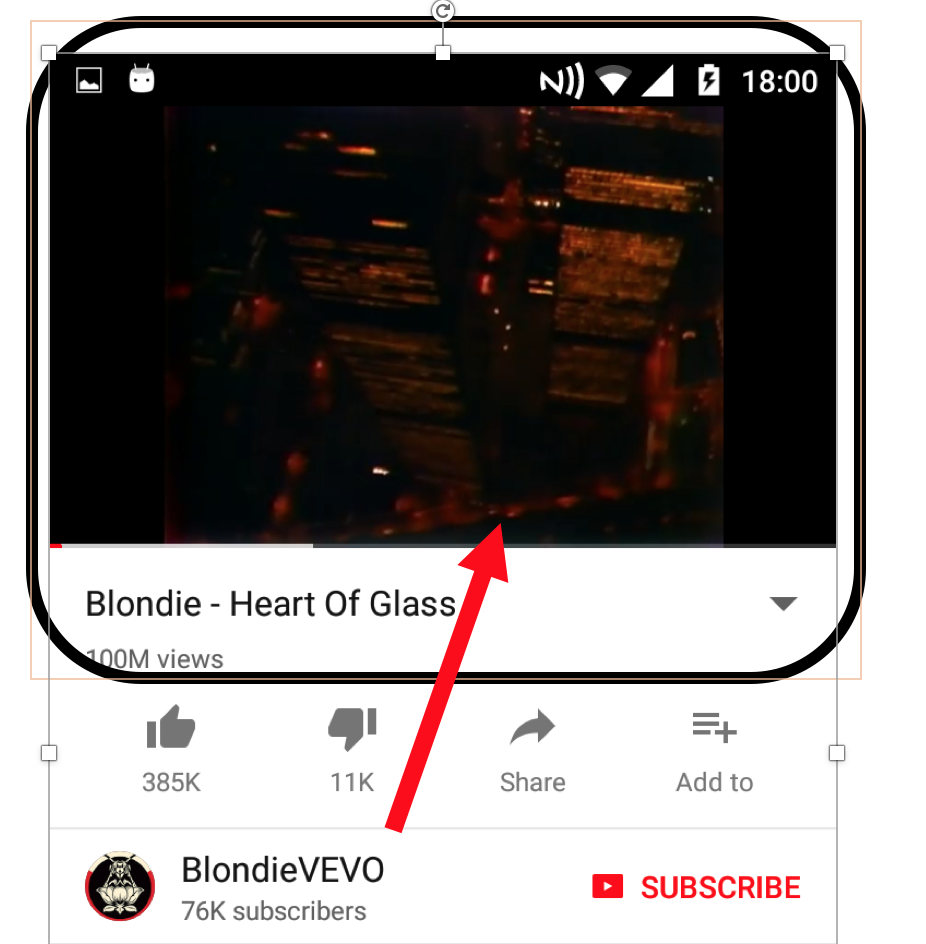 18:00
Blondie - Heart Of Glass
100M views
385K
11K
Share
Add to
BlondieVEVO
SUBSCRIBE
76K subscribers